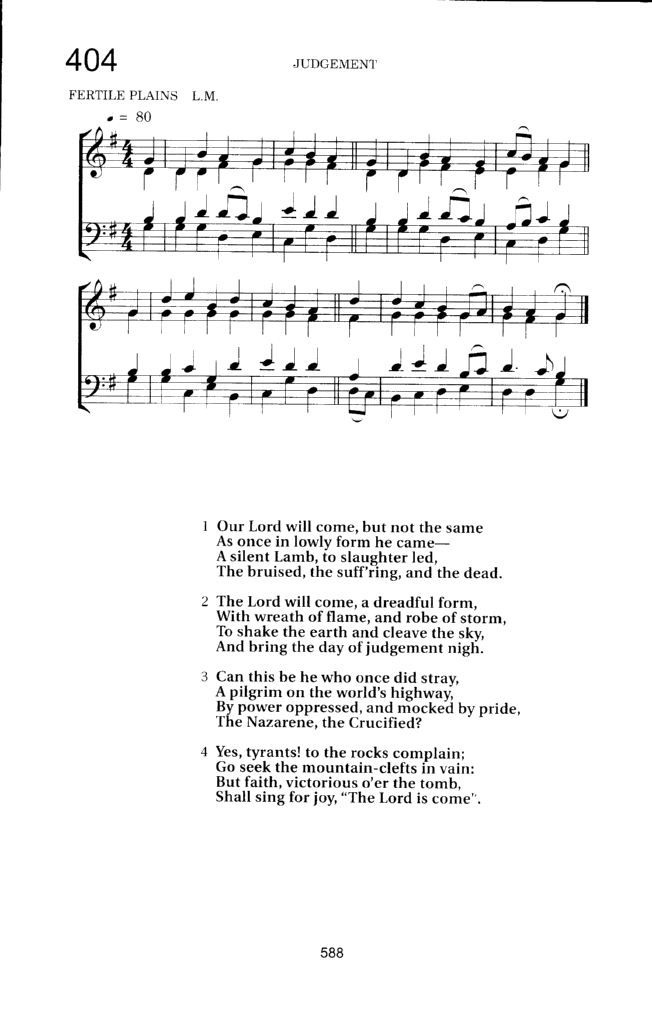 404
JUDGEMENT
FERTILE PLAINS L.M.
♩ = 80
1 Our Lord will come, but not the same
As once in lowly form he came—
A silent Lamb, to slaughter led,
The bruised, the suff'ring, and the dead.
2 The Lord will come, a dreadful form,
With wreath of flame, and robe of storm,
To shake the earth and cleave the sky,
And bring the day of judgement nigh.
3 Can this be he who once did stray,
A pilgrim on the world's highway,
By power oppressed, and mocked by pride,
The Nazarene, the Crucified?
4 Yes, tyrants! to the rocks complain;
Go seek the mountain-clefts in vain:
But faith, victorious o'er the tomb,
Shall sing for joy, “The Lord is come”.
588